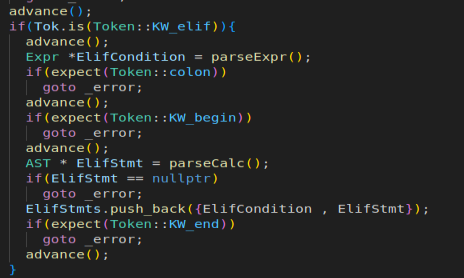 advance();
if(Tok.is(Token::KW_elif)){
advance();
Expr *ElifCondition = parseExpr();
if(expect(Token::colon))
goto _error;
advance();
if(expect(Token::KW_begin))
goto _error;
advance();
AST * ElifStmt = parseCalc();
if(ElifStmt == nullptr)
goto _error;
ElifStmts.push_back({ElifCondition , ElifStmt});
if(expect(Token::KW_end))
goto _error;
advance();
}